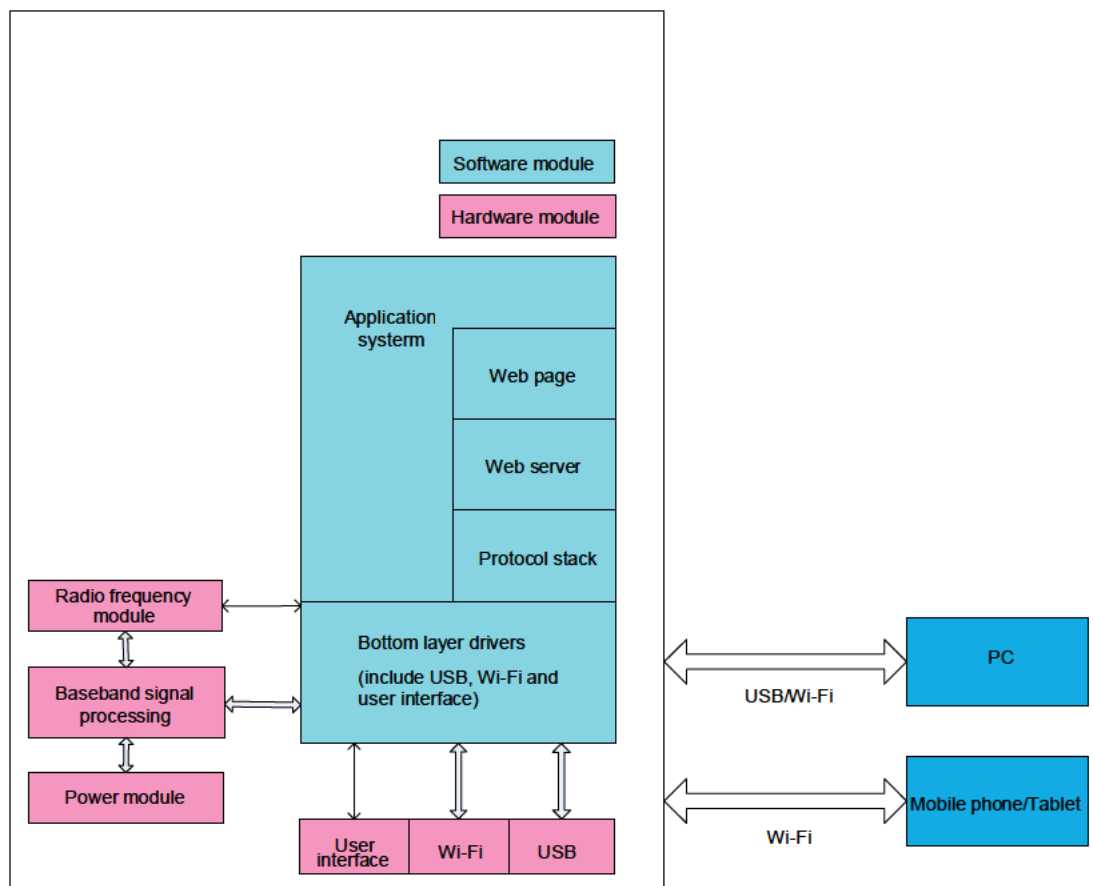 Software module
Hardware module
Application
systerm
Web page
Web server
Protocol stack
Radio frequency
module
Bottom layer drivers
(include USB, Wi-Fi and
user interface)
Baseband signal
processing
Power module
User
interface
Wi-Fi
USB
PC
USB/Wi-Fi
Mobile phone/Tablet
Wi-Fi